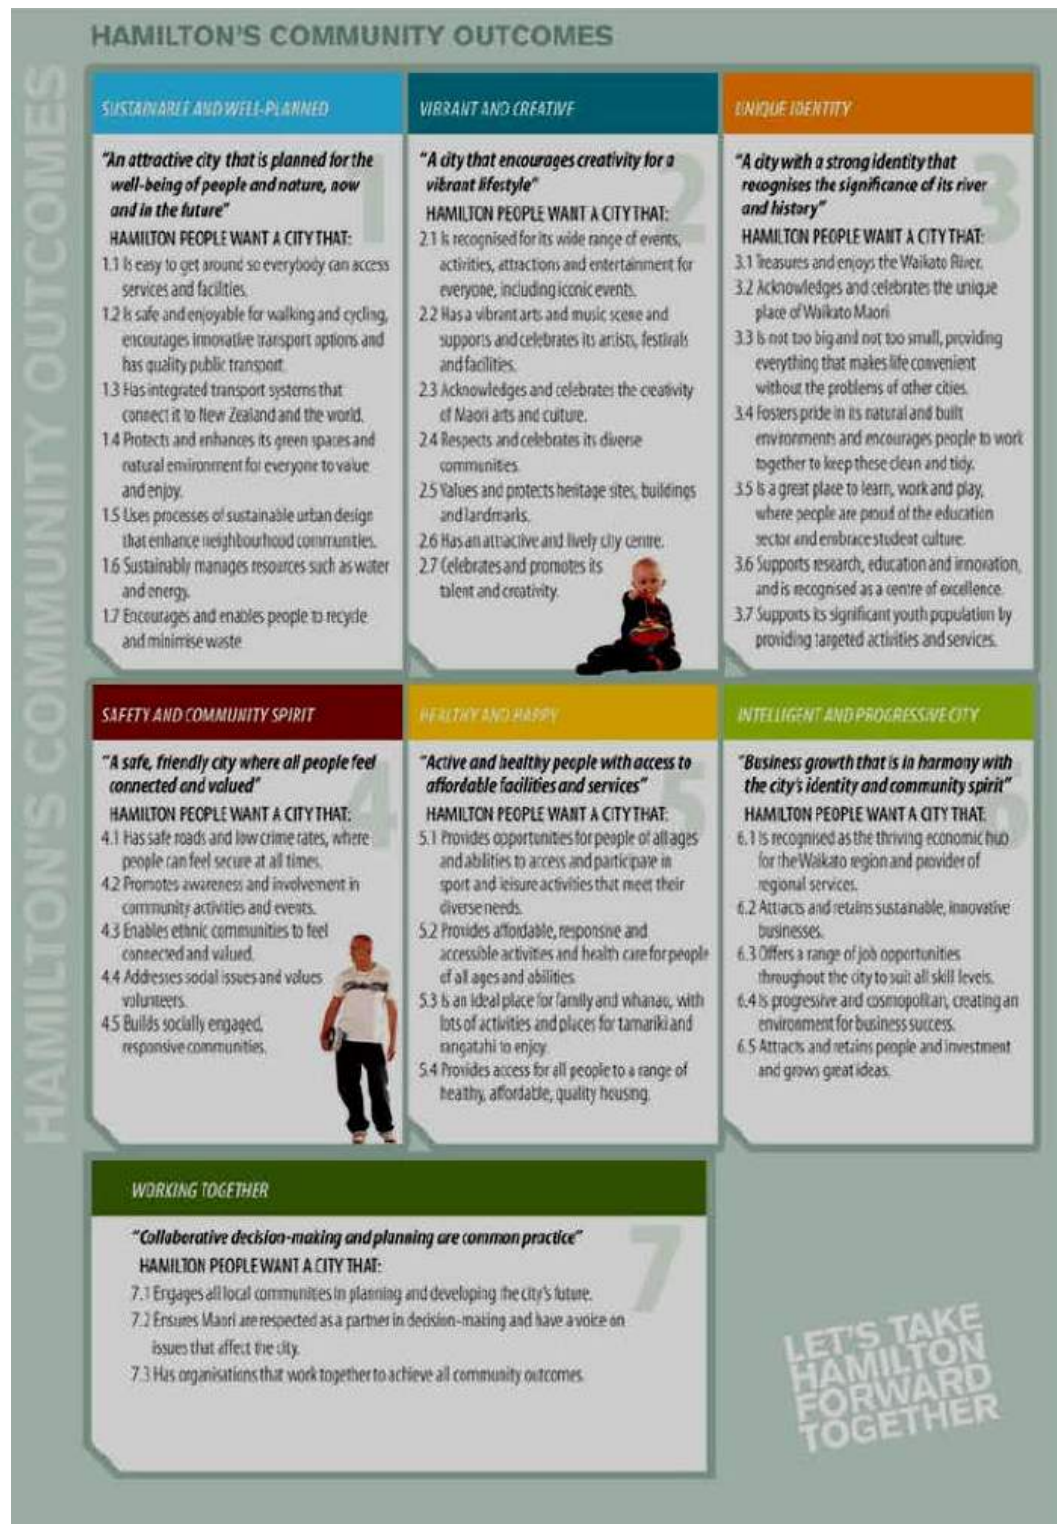 HAMILTON'S COMMUNITY OUTCOMES
HAMILTON'S COMMUNITY OUTCOMES
SUSTAINABLE AND WELL-PLANNED
1
"An attractive city that is planned for the
well-being of people and nature, now
and in the future"
HAMILTON PEOPLE WANT A CITY THAT:
1.1 Is easy to get around so everybody can access
services and facilities.
1.2 Is safe and enjoyable for walking and cycling,
encourages innovative transport options and
has quality public transport.
1.3 Has integrated transport systems that
connect it to New Zealand and the world.
1.4 Protects and enhances its green spaces and
natural environment for everyone to value
and enjoy.
1.5 Uses processes of sustainable urban design
that enhance neighbourhood communities.
1.6 Sustainably manages resources such as water
and energy.
1.7 Encourages and enables people to recycle
and minimise waste
VIBRANT AND CREATIVE
2
"A city that encourages creativity for a
vibrant lifestyle"
HAMILTON PEOPLE WANT A CITY THAT:
2.1 Is recognised for its wide range of events,
activities, attractions and entertainment for
everyone, including iconic events.
2.2 Has a vibrant arts and music scene and
supports and celebrates its artists, festivals
and facilities.
2.3 Acknowledges and celebrates the creativity
of Maori arts and culture.
2.4 Respects and celebrates its diverse
communities.
2.5 Values and protects heritage sites, buildings
and landmarks.
2.6 Has an attractive and lively city centre.
2.7 Celebrates and promotes its
talent and creativity.
UNIQUE IDENTITY
3
"A city with a strong identity that
recognises the significance of its river
and history"
HAMILTON PEOPLE WANT A CITY THAT:
3.1 Treasures and enjoys the Waikato River.
3.2 Acknowledges and celebrates the unique
place of Waikato Maori
3.3 Is not too big and not too small, providing
everything that makes life convenient
without the problems of other cities.
3.4 Fosters pride in its natural and built
environments and encourages people to work
together to keep these clean and tidy.
3.5 Is a great place to learn, work and play,
where people are proud of the education
sector and embrace student culture.
3.6 Supports research, education and innovation,
and is recognised as a centre of excellence.
3.7 Supports its significant youth population by
providing targeted activities and services.
SAFETY AND COMMUNITY SPIRIT
4
"A safe, friendly city where all people feel
connected and valued"
HAMILTON PEOPLE WANT A CITY THAT:
4.1 Has safe roads and low crime rates, where
people can feel secure at all times.
4.2 Promotes awareness and involvement in
community activities and events.
4.3 Enables ethnic communities to feel
connected and valued.
4.4 Addresses social issues and values
volunteers.
4.5 Builds socially engaged,
responsive communities.
HEALTHY AND HAPPY
5
"Active and healthy people with access to
affordable facilities and services"
HAMILTON PEOPLE WANT A CITY THAT:
5.1 Provides opportunities for people of all ages
and abilities to access and participate in
sport and leisure activities that meet their
diverse needs.
5.2 Provides affordable, responsive and
accessible activities and health care for people
of all ages and abilities.
5.3 Is an ideal place for family and whanau, with
lots of activities and places for tamariki and
rangatahi to enjoy.
5.4 Provides access for all people to a range of
healthy, affordable, quality housing.
INTELLIGENT AND PROGRESSIVE CITY
6
"Business growth that is in harmony with
the city's identity and community spirit"
HAMILTON PEOPLE WANT A CITY THAT:
6.1 Is recognised as the thriving economic hub
for the Waikato region and provider of
regional services.
6.2 Attracts and retains sustainable, innovative
businesses.
6.3 Offers a range of job opportunities
throughout the city to suit all skill levels.
6.4 Is progressive and cosmopolitan, creating an
environment for business success.
6.5 Attracts and retains people and investment
and grows great ideas.
WORKING TOGETHER
7
"Collaborative decision-making and planning are common practice"
HAMILTON PEOPLE WANT A CITY THAT:
7.1 Engages all local communities in planning and developing the city's future.
7.2 Ensures Maori are respected as a partner in decision-making and have a voice on
issues that affect the city.
7.3 Has organisations that work together to achieve all community outcomes.
LET'S TAKE
HAMILTON
FORWARD
TOGETHER